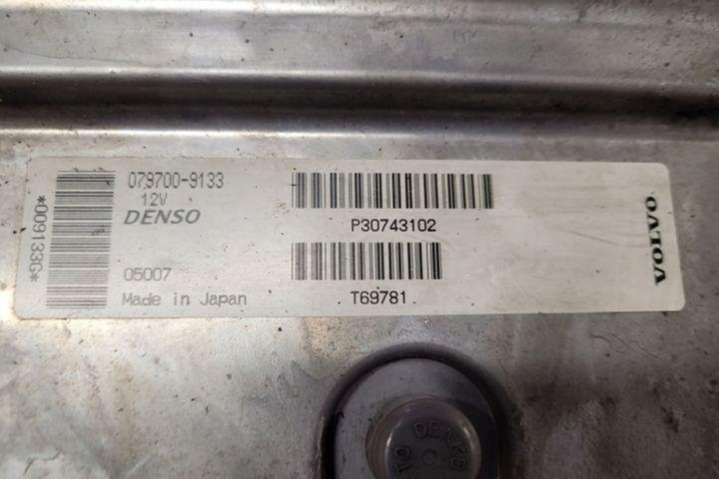 *009133G*
079700-9133
12V
DENSO
05007
Made in Japan
P30743102
T69781
VOLVO